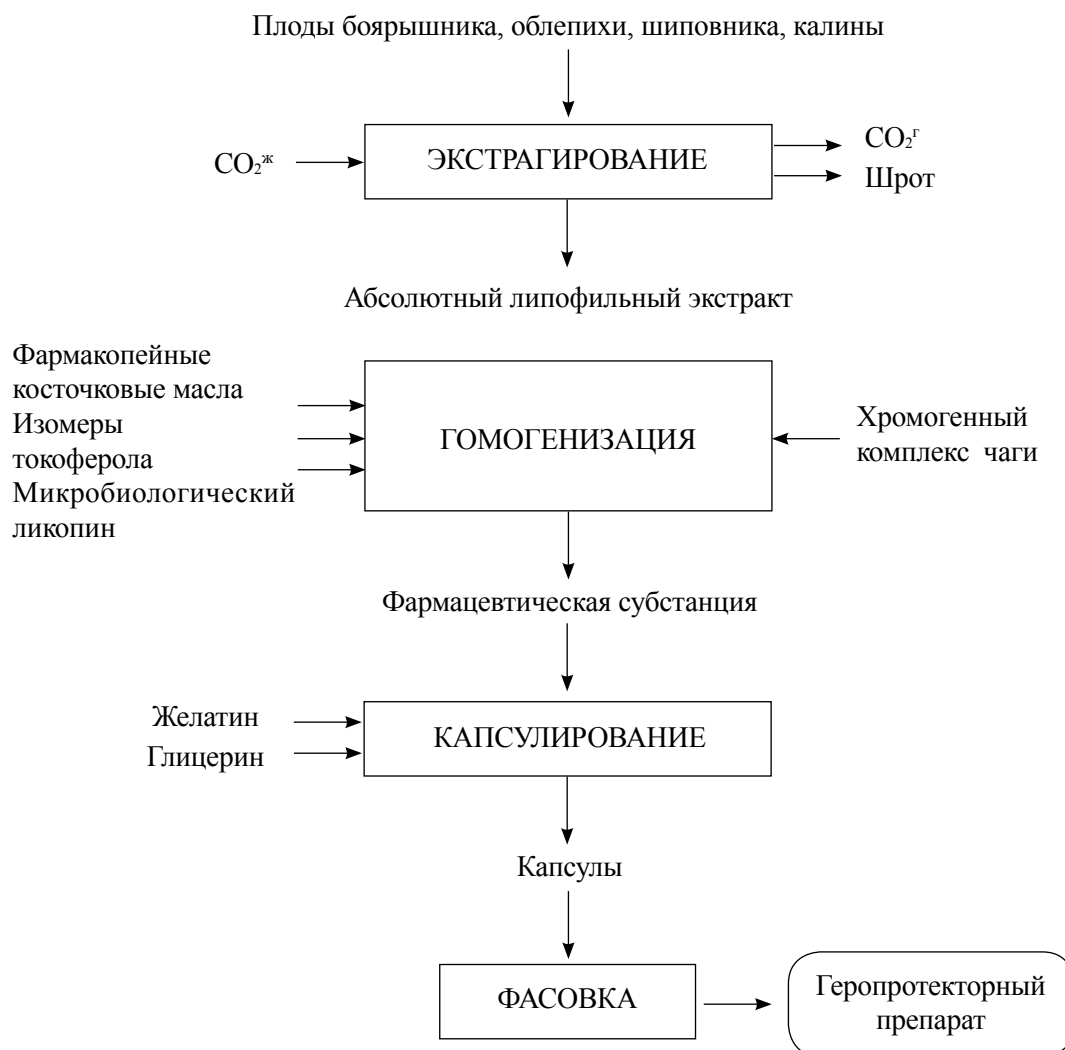 Плоды боярышника, облепихи, шиповника, калины
CO₂ᶢ
CO₂ж
ЭКСТРАГИРОВАНИЕ
Шрот
Абсолютный липофильный экстракт
Фармакопейные
косточковые масла
Изомеры
токоферола
Микробиологический
ликопин
ГОМОГЕНИЗАЦИЯ
Хромогенный
комплекс чаги
Фармацевтическая субстанция
Желатин
Глицерин
КАПСУЛИРОВАНИЕ
Капсулы
ФАСОВКА
Геропротекторный
препарат